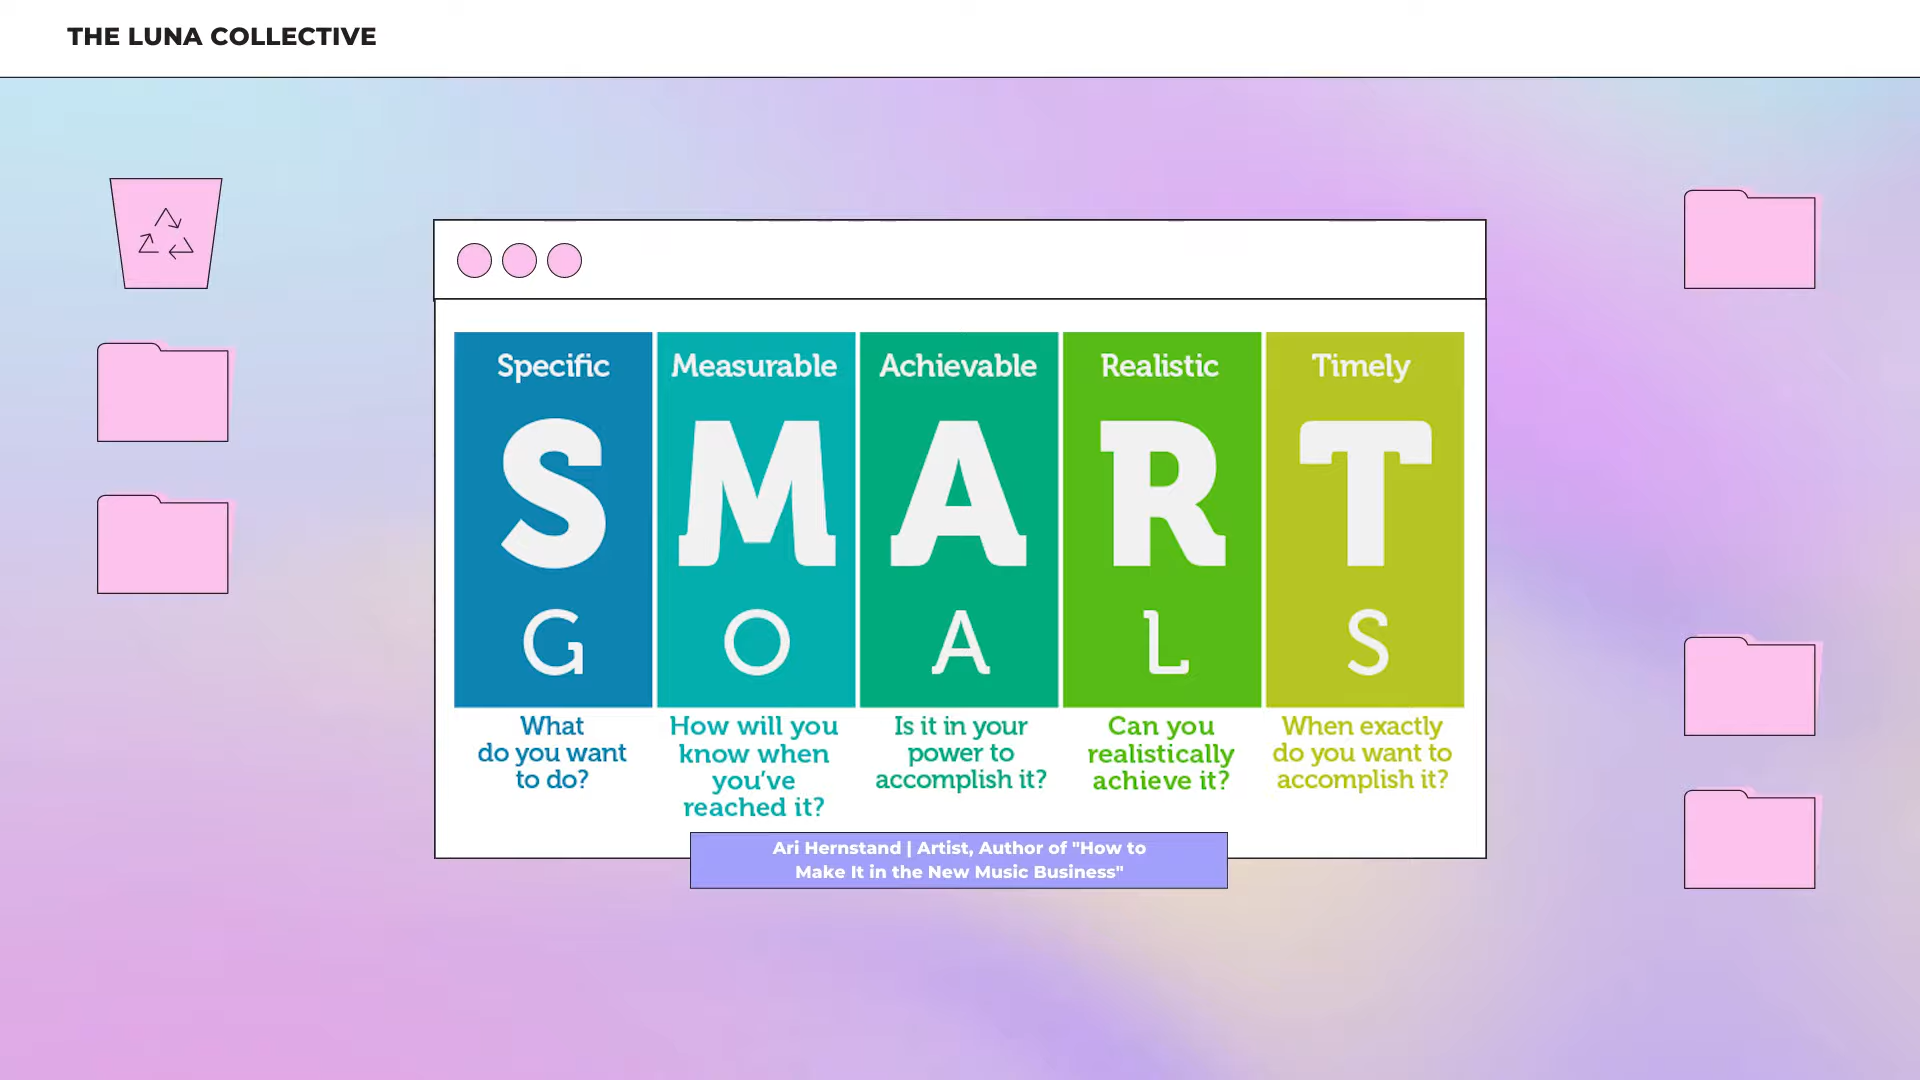 THE LUNA COLLECTIVE
Specific
Measurable
Achievable
Realistic
Timely
S
M
A
R
T
G
O
A
L
S
What
do you want
to do?
How will you
know when
you've
reached it?
Is it in your
power to
accomplish it?
Can you
realistically
achieve it?
When exactly
do you want to
accomplish it?
Ari Hernstand | Artist, Author of "How to
Make It in the New Music Business"